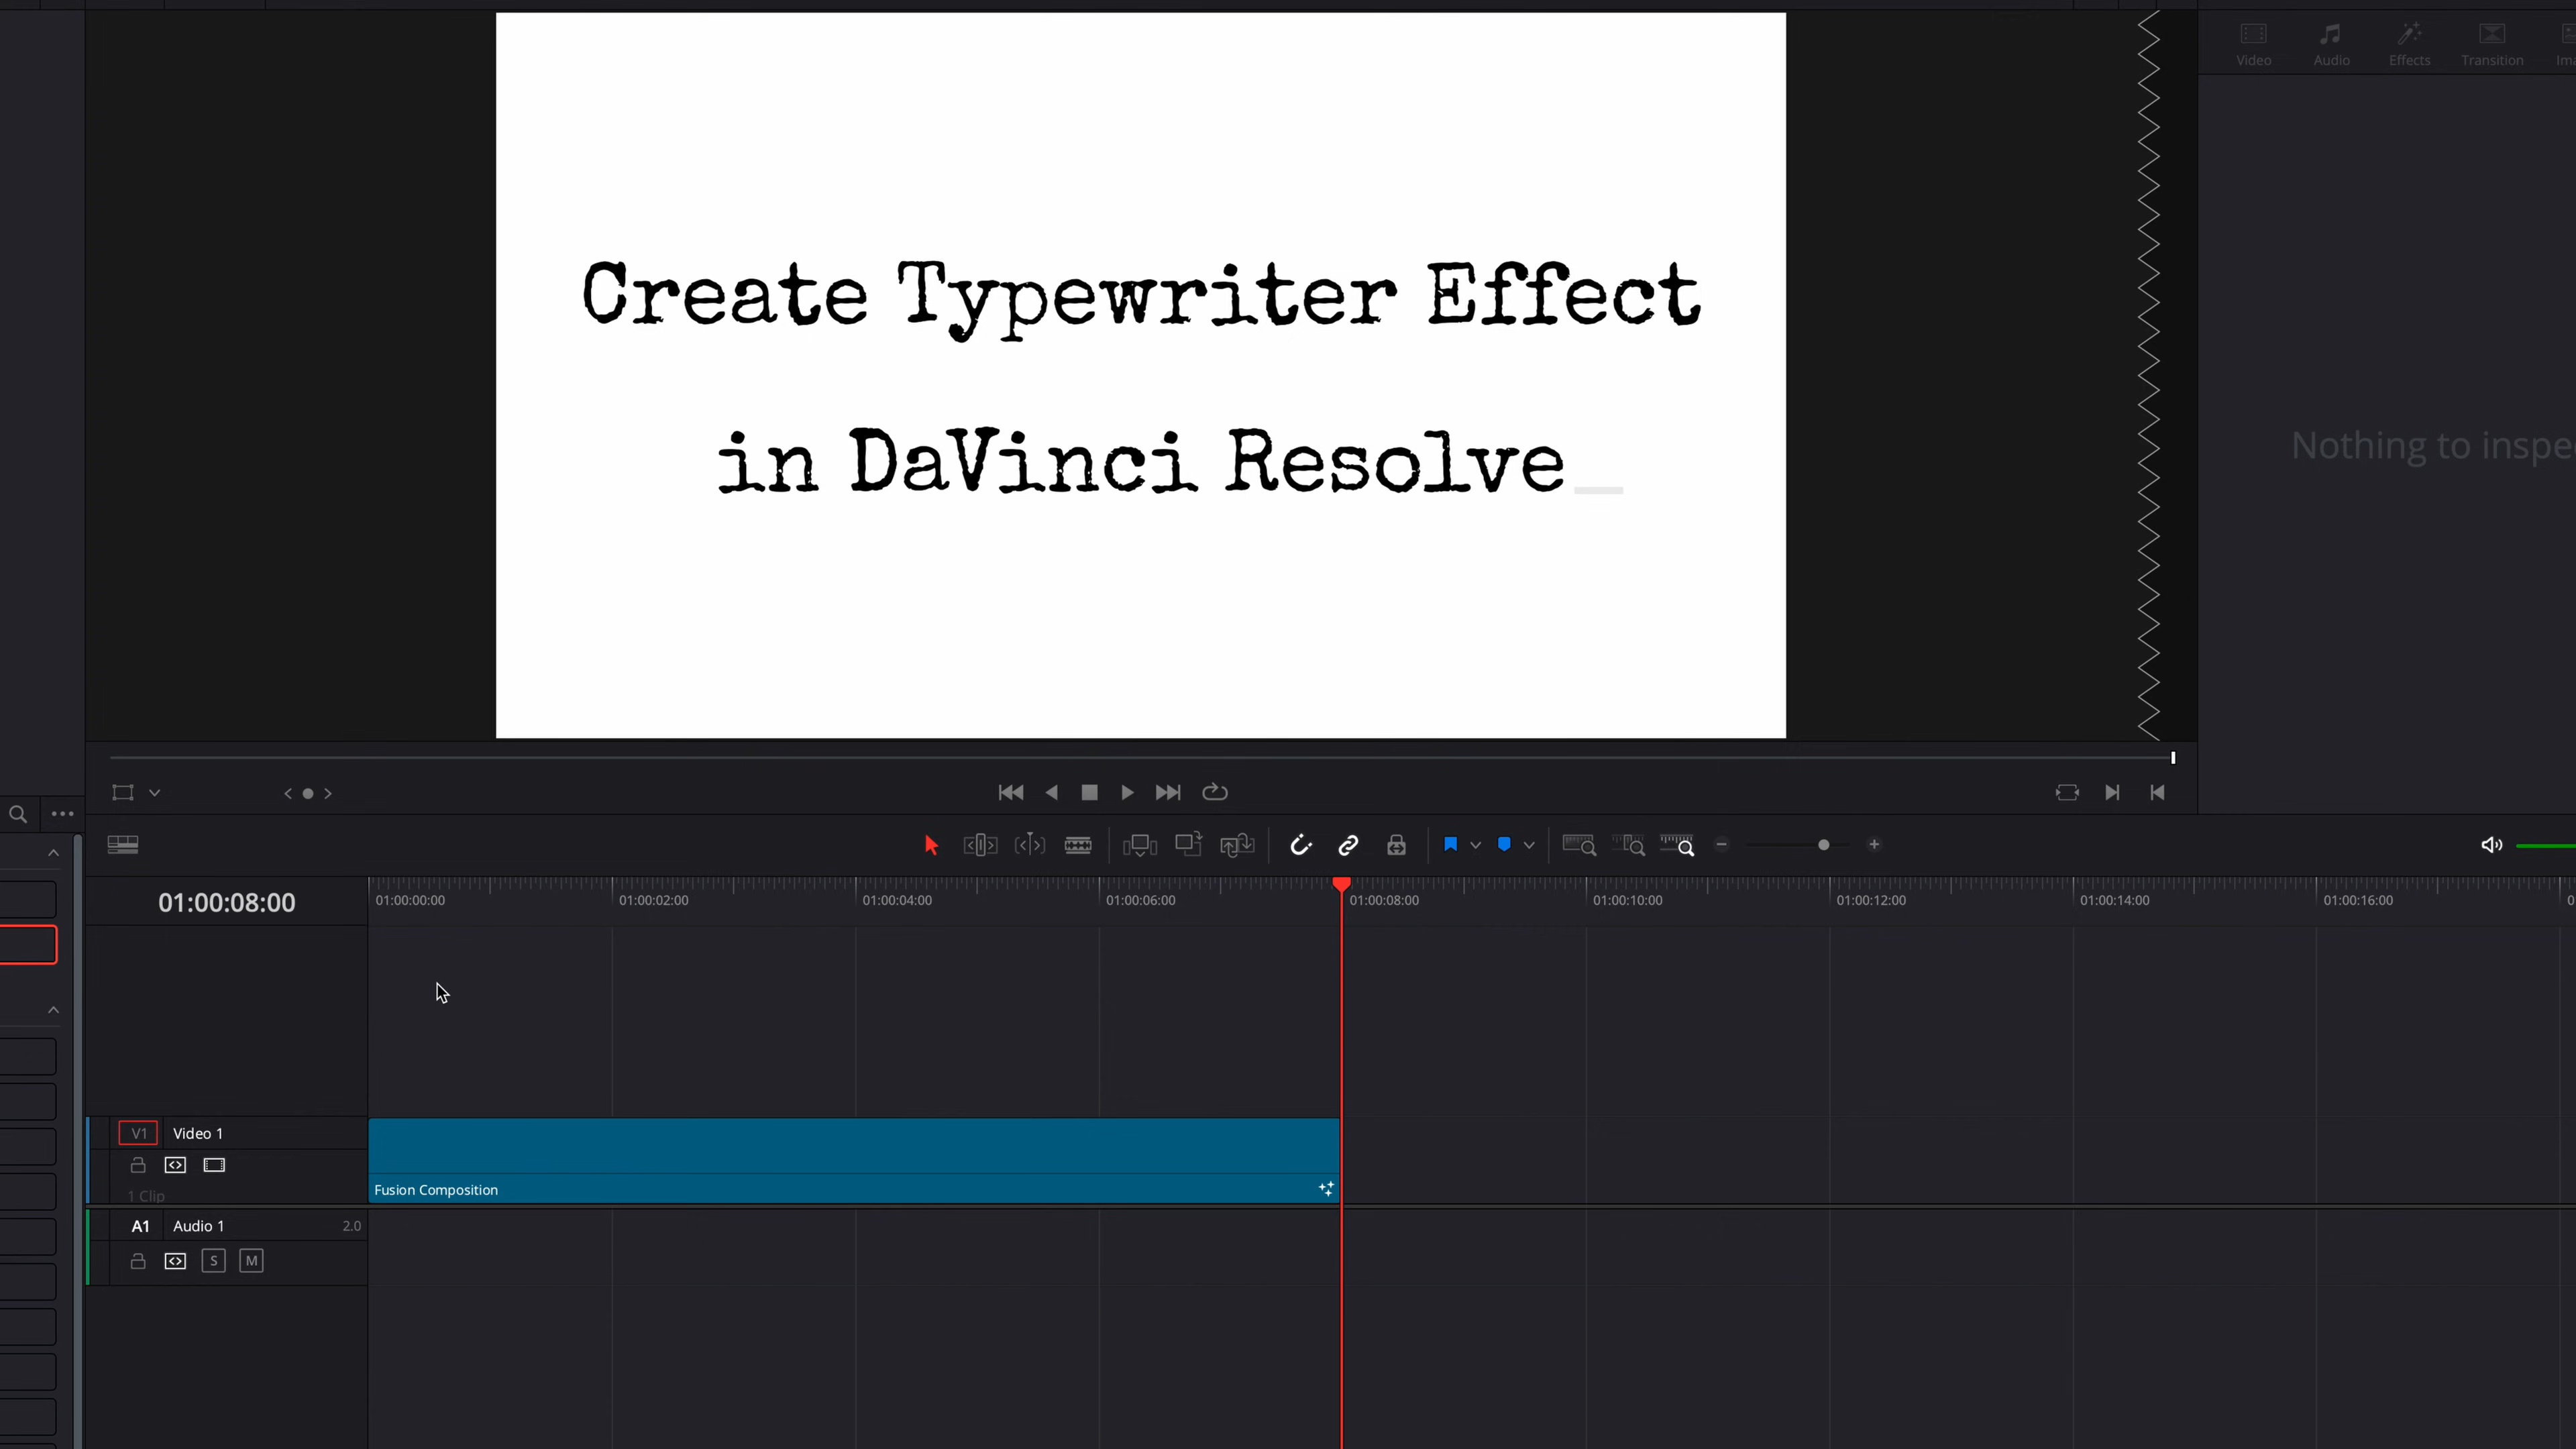 Video Audio Effects Transition
Create Typewriter Effect
in DaVinci Resolve_
Nothing to
01:00:08:00
01:00:00:00 01:00:02:00 01:00:04:00 01:00:06:00 01:00:08:00 01:00:10:00 01:00:12:00 01:00:14:00 01:00:16:00
V1 Video 1
1 Clip
Fusion Composition
A1 Audio 1 2.0
S M